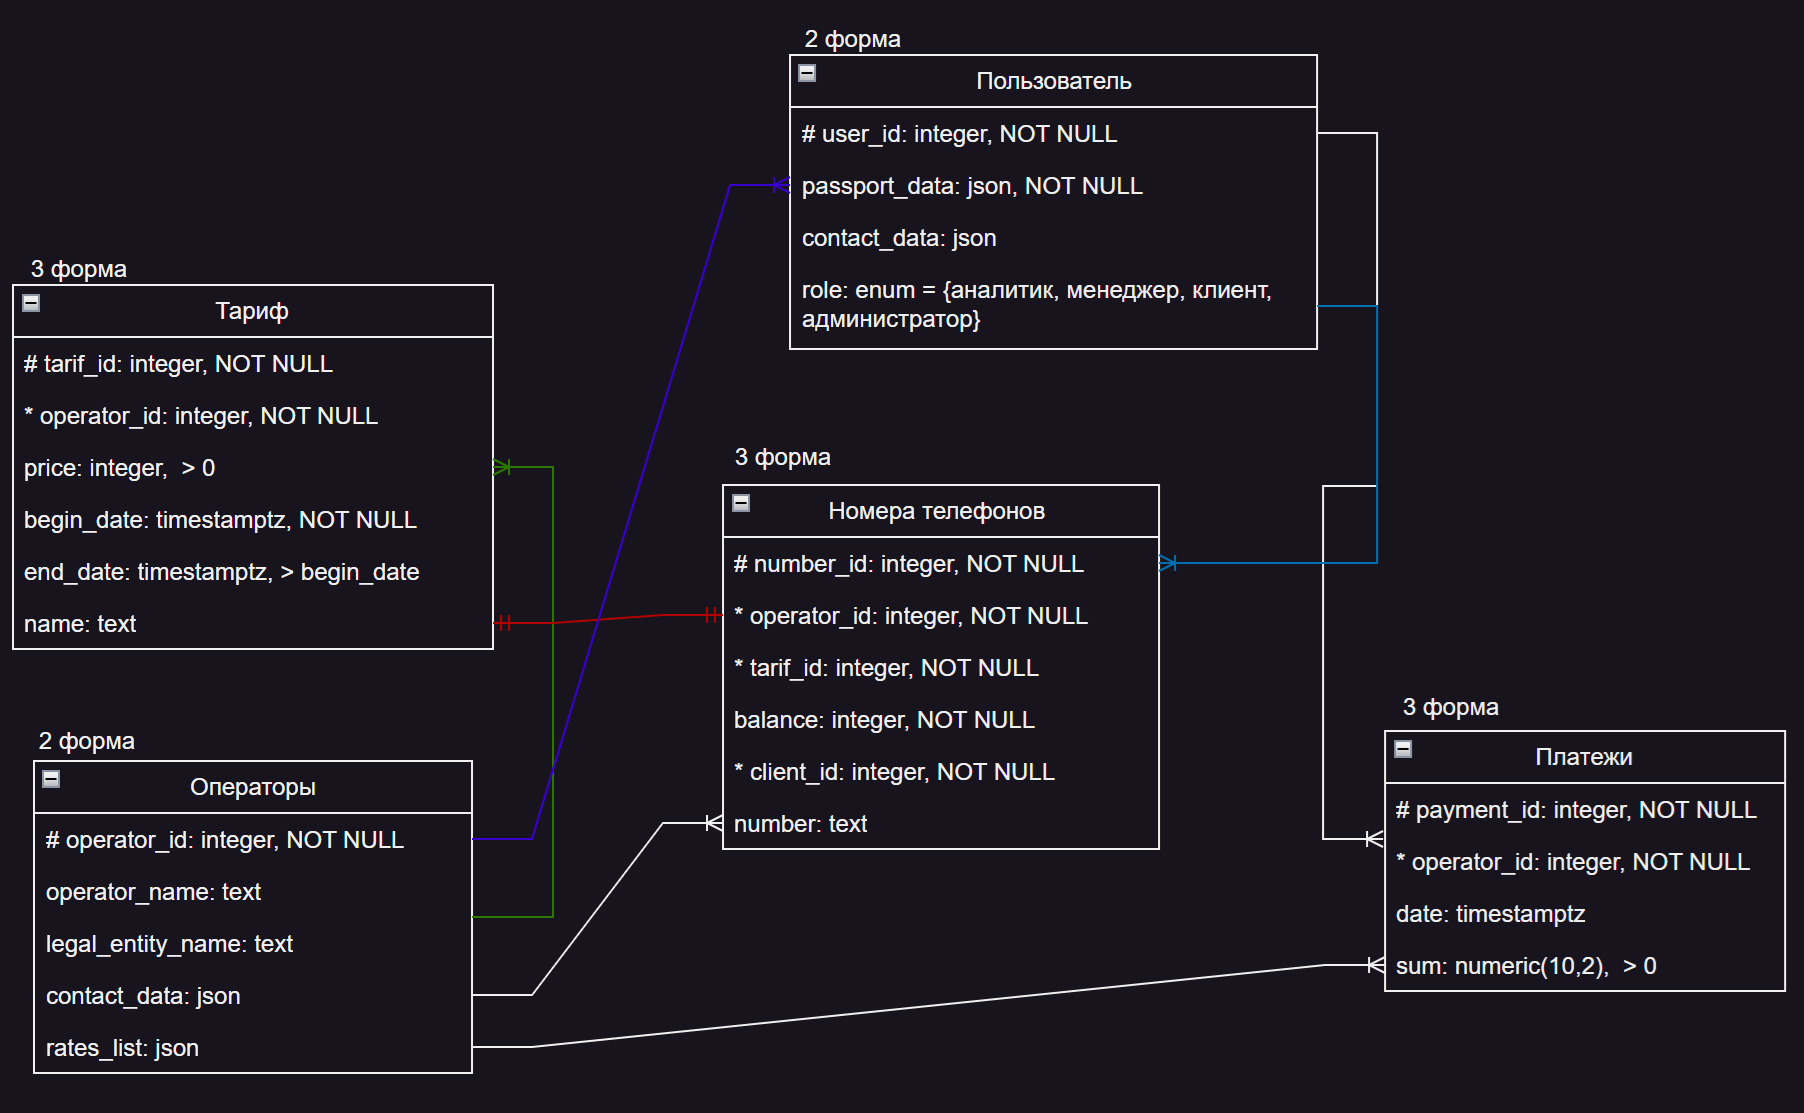 2 форма
Пользователь
# user_id: integer, NOT NULL
passport_data: json, NOT NULL
contact_data: json
role: enum = {аналитик, менеджер, клиент,
администратор}
3 форма
Тариф
# tarif_id: integer, NOT NULL
* operator_id: integer, NOT NULL
price: integer,  > 0
begin_date: timestamptz, NOT NULL
end_date: timestamptz, > begin_date
name: text
3 форма
Номера телефонов
# number_id: integer, NOT NULL
* operator_id: integer, NOT NULL
* tarif_id: integer, NOT NULL
balance: integer, NOT NULL
* client_id: integer, NOT NULL
number: text
2 форма
Операторы
# operator_id: integer, NOT NULL
operator_name: text
legal_entity_name: text
contact_data: json
rates_list: json
3 форма
Платежи
# payment_id: integer, NOT NULL
* operator_id: integer, NOT NULL
date: timestamptz
sum: numeric(10,2),  > 0